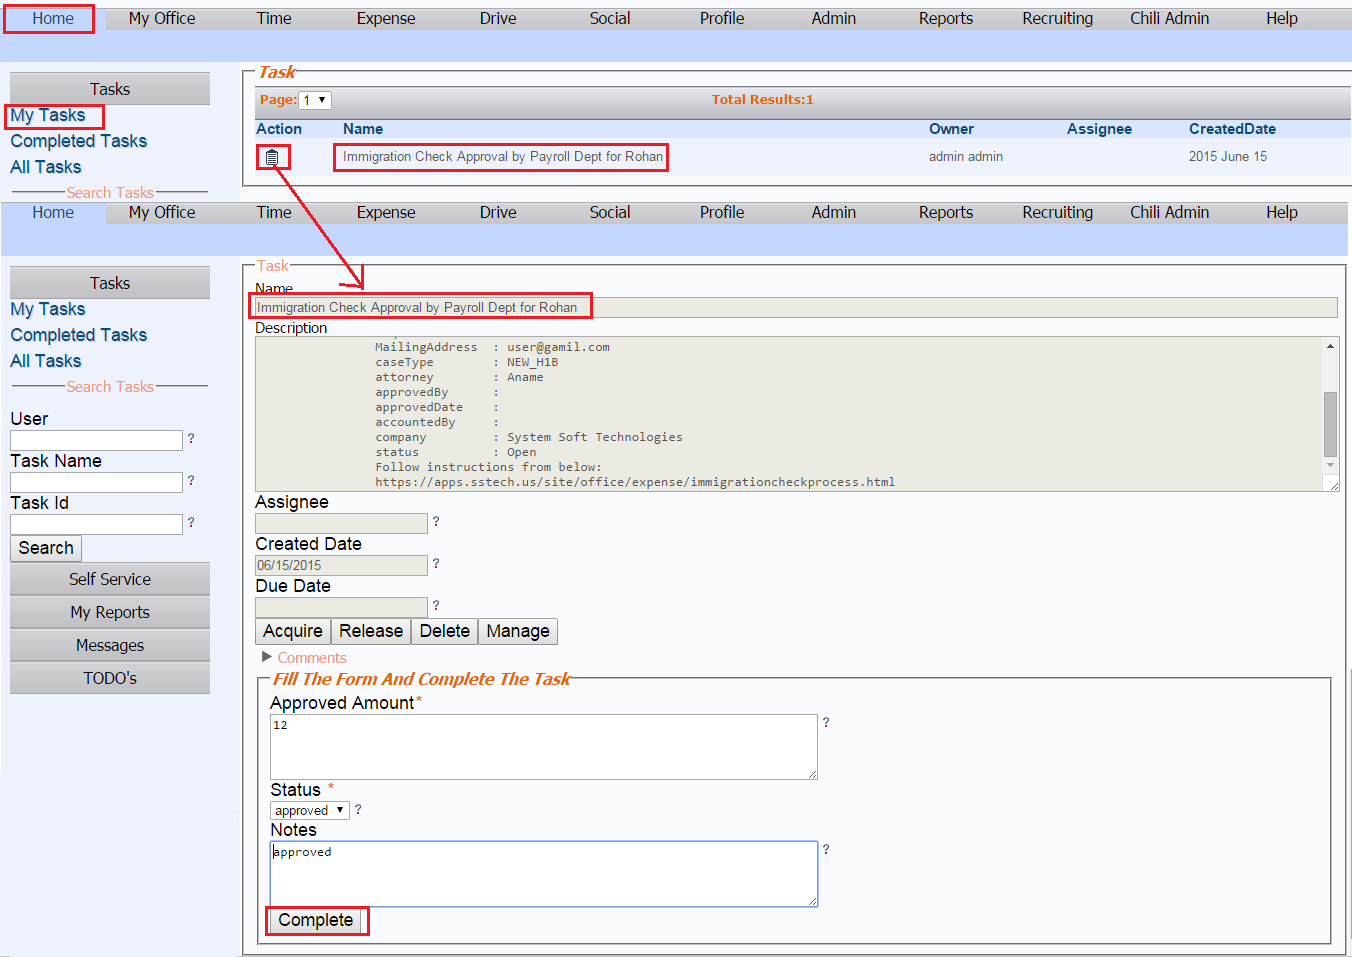 Home My Office Time Expense Drive Social Profile Admin Reports Recruiting Chili Admin Help
Tasks
My Tasks
Completed Tasks
All Tasks
Search Tasks
Task
Page: 1 Total Results:1
Action Name Owner Assignee CreatedDate
Immigration Check Approval by Payroll Dept for Rohan admin admin 2015 June 15
Home My Office Time Expense Drive Social Profile Admin Reports Recruiting Chili Admin Help
Tasks
My Tasks
Completed Tasks
All Tasks
Search Tasks
User
?
Task Name
?
Task Id
?
Search
Self Service
My Reports
Messages
TODO's
Task
Name
Immigration Check Approval by Payroll Dept for Rohan
Description
MailingAddress : user@gamil.com
caseType : NEW_H1B
attorney : Aname
approvedBy :
approvedDate :
accountedBy :
company : System Soft Technologies
status : Open
Follow instructions from below:
https://apps.sstech.us/site/office/expense/immigrationcheckprocess.html
Assignee
?
Created Date
06/15/2015 ?
Due Date
?
Acquire Release Delete Manage
Comments
Fill The Form And Complete The Task
Approved Amount*
12 ?
Status *
approved ?
Notes
approved ?
Complete